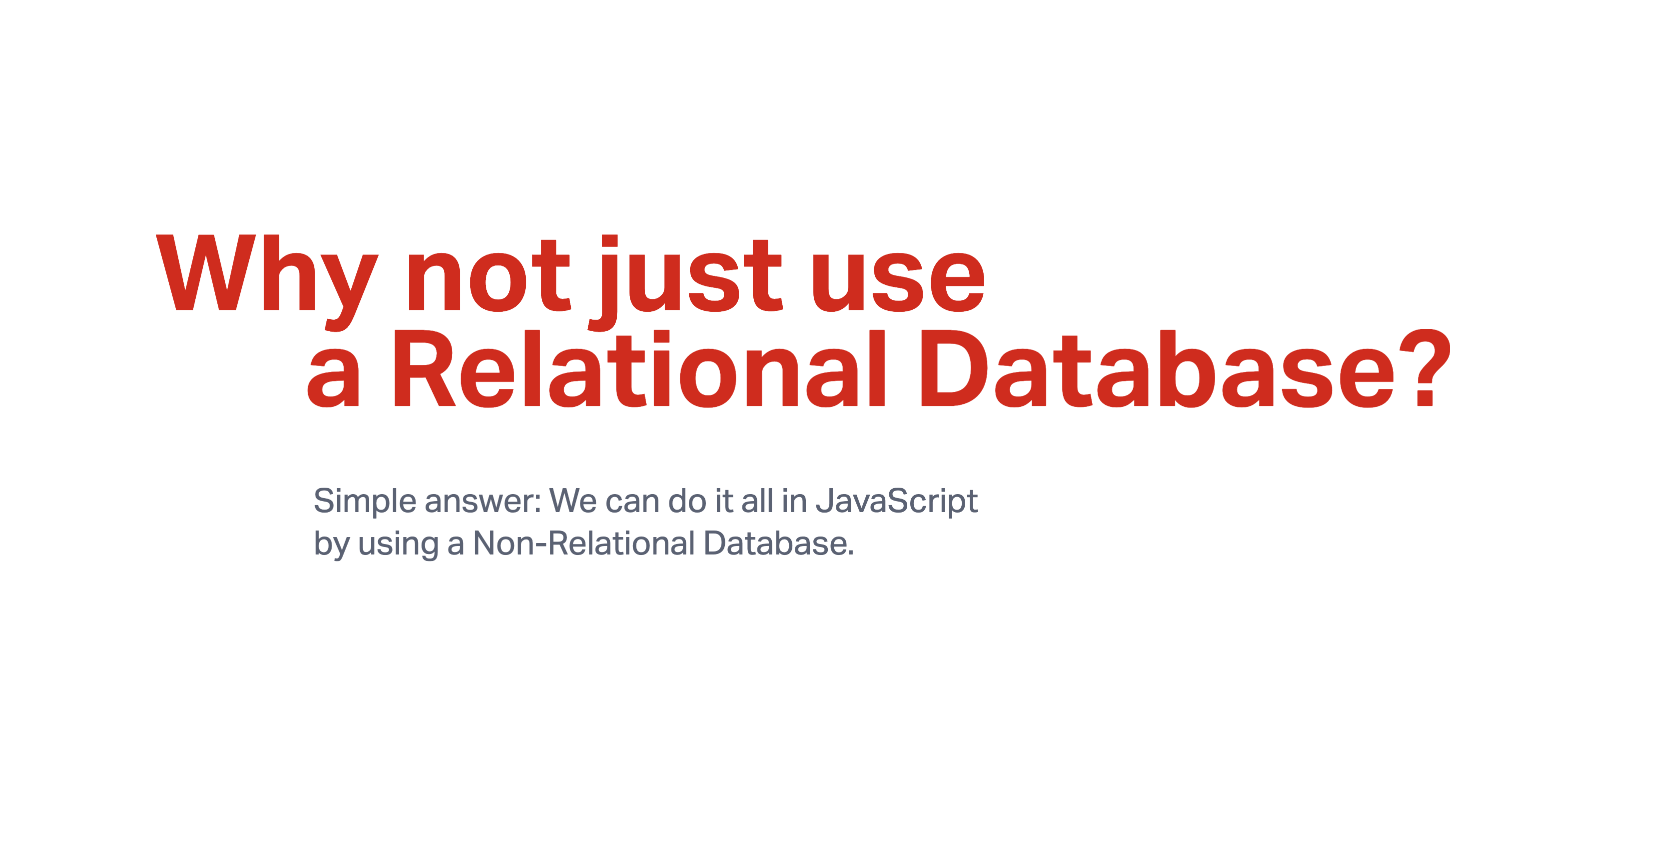 Why not just use
a Relational Database?
Simple answer: We can do it all in JavaScript
by using a Non-Relational Database.